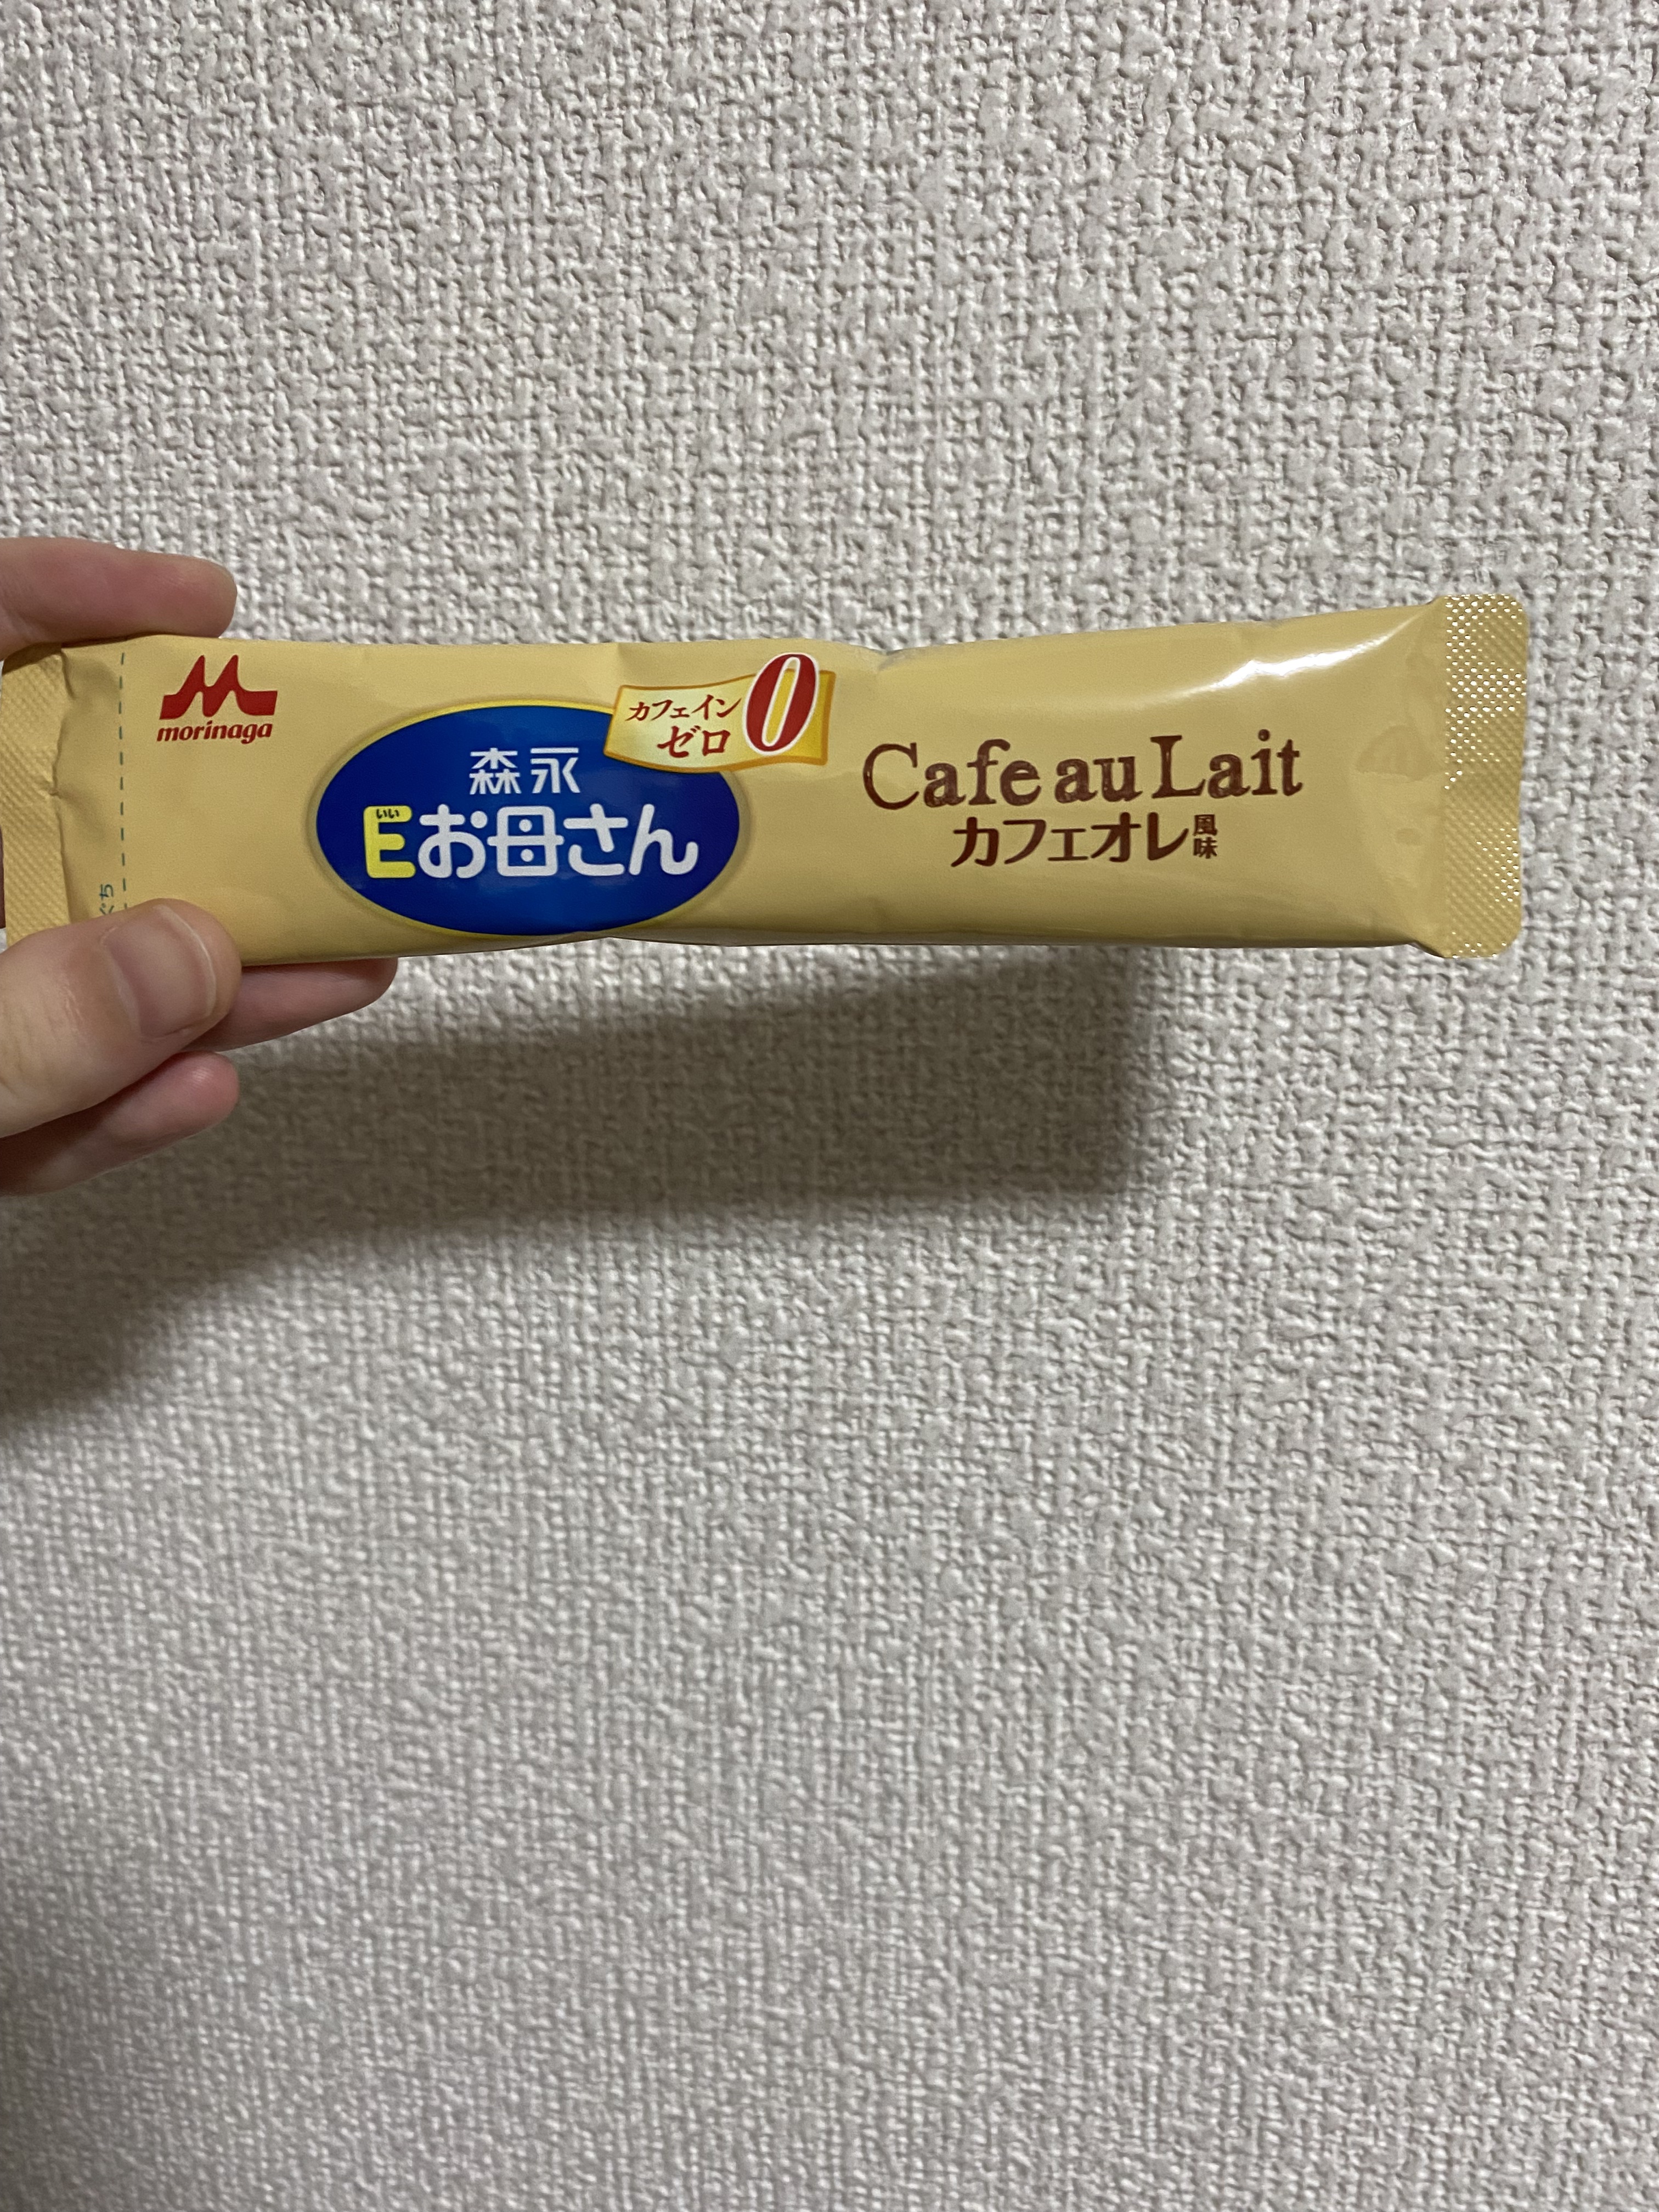 morinaga
カフェイン
ゼロ 0
森永
いい
Eお母さん
Cafe au Lait
カフェオレ風味